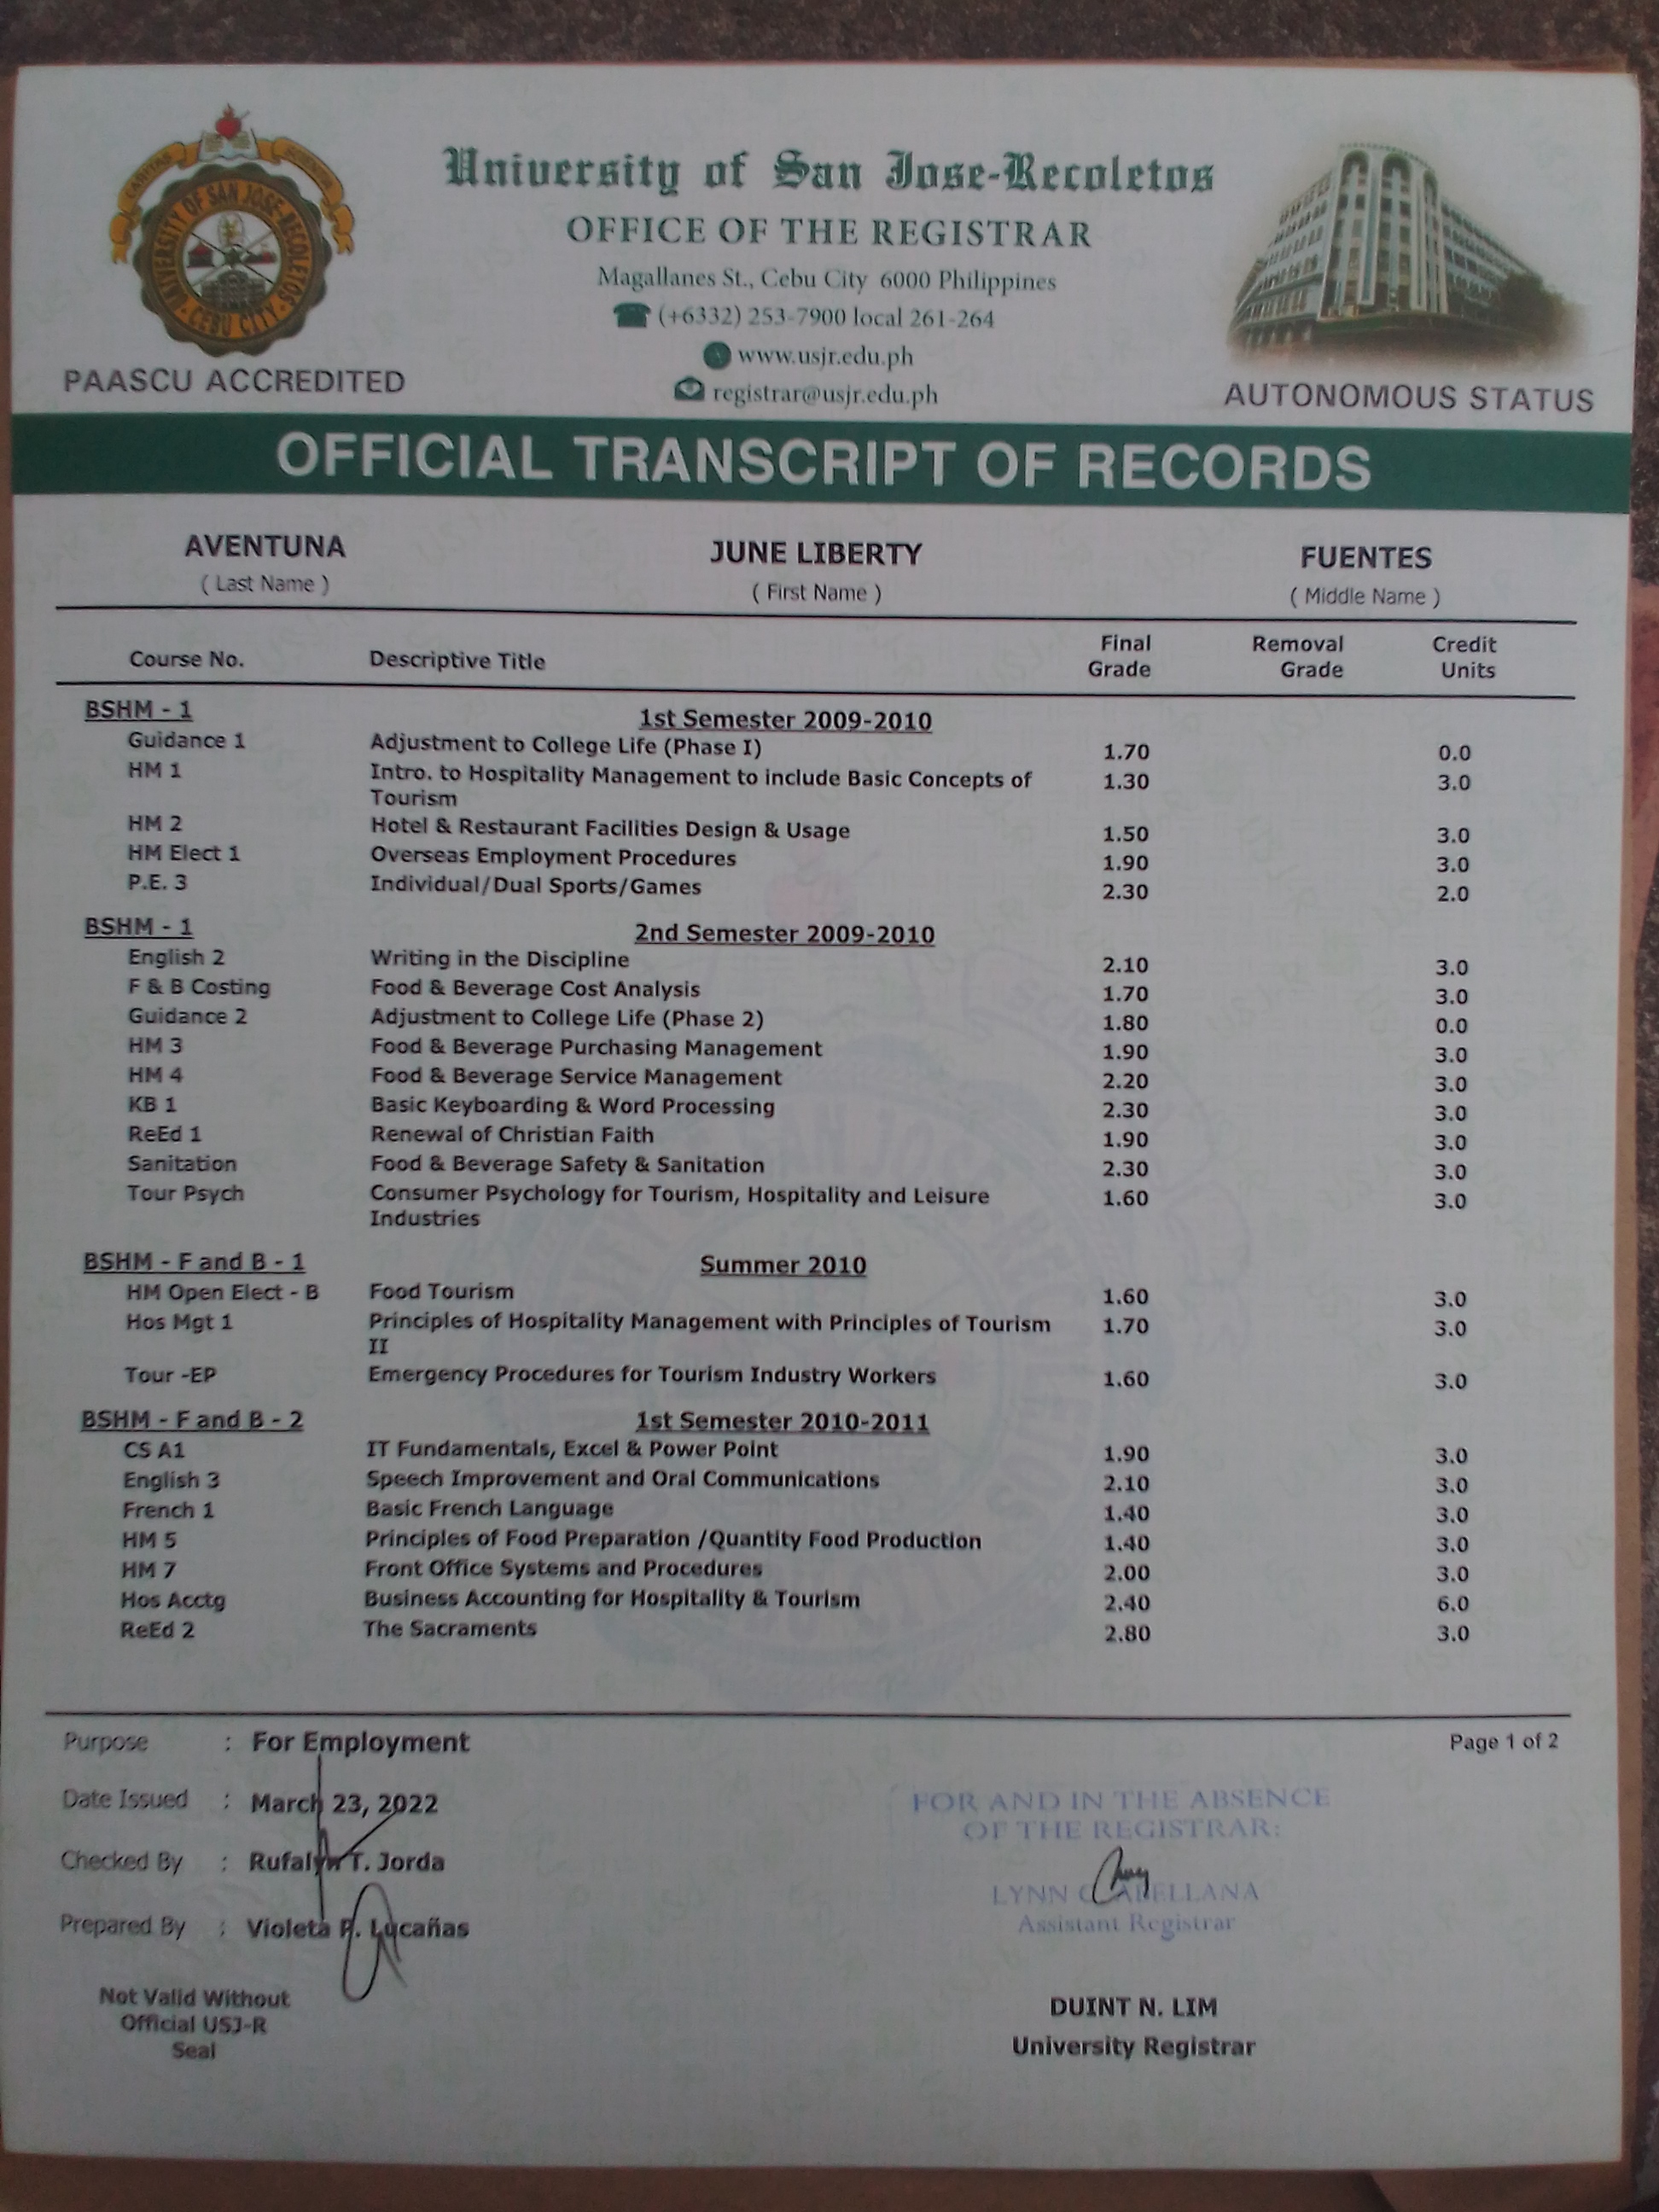 CARITAS SCIENTIA
UNIVERSITY OF SAN JOSE-RECOLETOS
CEBU CITY
PAASCU ACCREDITED
University of San Jose-Recoletos
OFFICE OF THE REGISTRAR
Magallanes St., Cebu City 6000 Philippines
(+6332) 253-7900 local 261-264
www.usjr.edu.ph
registrar@usjr.edu.ph
AUTONOMOUS STATUS
OFFICIAL TRANSCRIPT OF RECORDS
AVENTUNA JUNE LIBERTY FUENTES
( Last Name ) ( First Name ) ( Middle Name )
Course No. Descriptive Title Final Grade Removal Grade Credit Units
BSHM - 1 1st Semester 2009-2010
Guidance 1 Adjustment to College Life (Phase I) 1.70 0.0
HM 1 Intro. to Hospitality Management to include Basic Concepts of 1.30 3.0
Tourism
HM 2 Hotel & Restaurant Facilities Design & Usage 1.50 3.0
HM Elect 1 Overseas Employment Procedures 1.90 3.0
P.E. 3 Individual/Dual Sports/Games 2.30 2.0
BSHM - 1 2nd Semester 2009-2010
English 2 Writing in the Discipline 2.10 3.0
F & B Costing Food & Beverage Cost Analysis 1.70 3.0
Guidance 2 Adjustment to College Life (Phase 2) 1.80 0.0
HM 3 Food & Beverage Purchasing Management 1.90 3.0
HM 4 Food & Beverage Service Management 2.20 3.0
KB 1 Basic Keyboarding & Word Processing 2.30 3.0
ReEd 1 Renewal of Christian Faith 1.90 3.0
Sanitation Food & Beverage Safety & Sanitation 2.30 3.0
Tour Psych Consumer Psychology for Tourism, Hospitality and Leisure 1.60 3.0
Industries
BSHM - F and B - 1 Summer 2010
HM Open Elect - B Food Tourism 1.60 3.0
Hos Mgt 1 Principles of Hospitality Management with Principles of Tourism 1.70 3.0
II
Tour -EP Emergency Procedures for Tourism Industry Workers 1.60 3.0
BSHM - F and B - 2 1st Semester 2010-2011
CS A1 IT Fundamentals, Excel & Power Point 1.90 3.0
English 3 Speech Improvement and Oral Communications 2.10 3.0
French 1 Basic French Language 1.40 3.0
HM 5 Principles of Food Preparation /Quantity Food Production 1.40 3.0
HM 7 Front Office Systems and Procedures 2.00 3.0
Hos Acctg Business Accounting for Hospitality & Tourism 2.40 6.0
ReEd 2 The Sacraments 2.80 3.0
Purpose : For Employment Page 1 of 2
Date Issued : March 23, 2022
Checked By : Rufalyn T. Jorda
Prepared By : Violeta P. Lucañas
FOR AND IN THE ABSENCE
OF THE REGISTRAR:
LYNN C. ABELLANA
Assistant Registrar
Not Valid Without
Official USJ-R
Seal
DUINT N. LIM
University Registrar